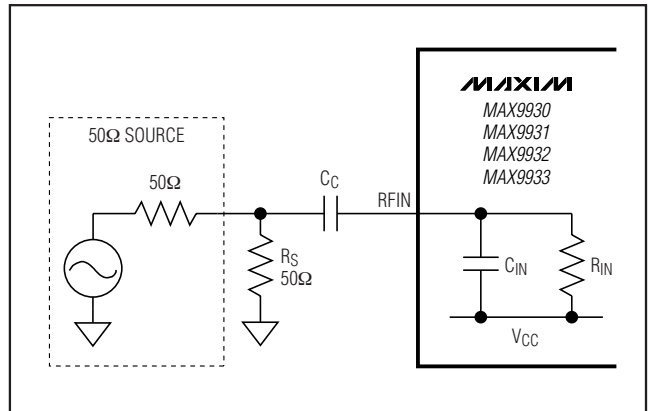 MAXIM
MAX9930
MAX9931
MAX9932
MAX9933
50Ω SOURCE
50Ω
CC
RFIN
RS
50Ω
CIN
RIN
VCC